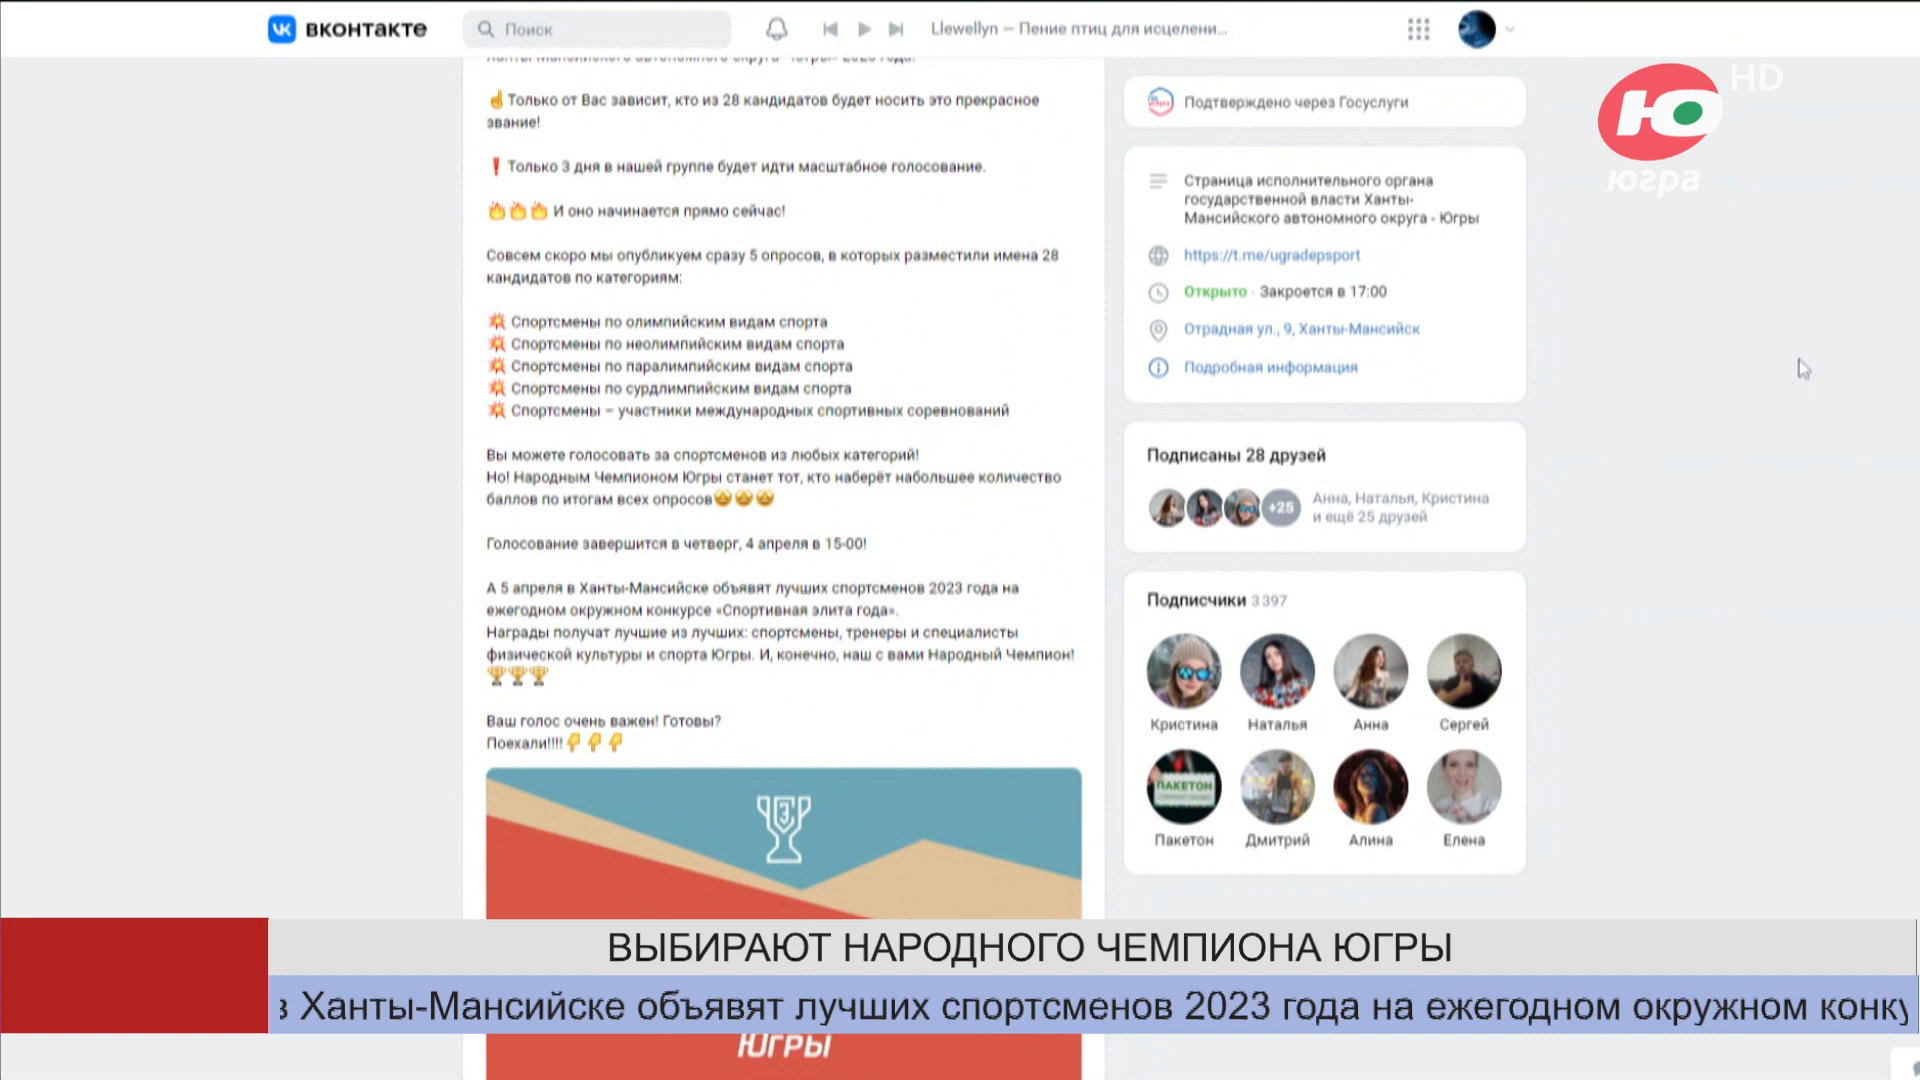 вконтакте
Поиск
Llewellyn – Пение птиц для исцелени...
HD
югра
Ханты-Мансийского автономного округа
2023 года!
Только от Вас зависит, кто из 28 кандидатов будет носить это прекрасное
звание!
Только 3 дня в нашей группе будет идти масштабное голосование.
И оно начинается прямо сейчас!
Совсем скоро мы опубликуем сразу 5 опросов, в которых разместили имена 28
кандидатов по категориям:
Спортсмены по олимпийским видам спорта
Спортсмены по неолимпийским видам спорта
Спортсмены по паралимпийским видам спорта
Спортсмены по сурдлимпийским видам спорта
Спортсмены – участники международных спортивных соревнований
Вы можете голосовать за спортсменов из любых категорий!
Но! Народным Чемпионом Югры станет тот, кто наберёт набольшее количество
баллов по итогам всех опросов
Голосование завершится в четверг, 4 апреля в 15-00!
А 5 апреля в Ханты-Мансийске объявят лучших спортсменов 2023 года на
ежегодном окружном конкурсе «Спортивная элита года».
Награды получат лучшие из лучших: спортсмены, тренеры и специалисты
физической культуры и спорта Югры. И, конечно, наш с вами Народный Чемпион!
Ваш голос очень важен! Готовы?
Поехали!!!!
Подтверждено через Госуслуги
Страница исполнительного органа
государственной власти Ханты-
Мансийского автономного округа - Югры
https://t.me/ugradepsport
Открыто · Закроется в 17:00
Отрадная ул., 9, Ханты-Мансийск
Подробная информация
Подписаны 28 друзей
+25
Анна, Наталья, Кристина
и ещё 25 друзей
Подписчики 3 397
Кристина Наталья Анна Сергей
ПАКЕТОН
Пакетон Дмитрий Алина Елена
ВЫБИРАЮТ НАРОДНОГО ЧЕМПИОНА ЮГРЫ
в Ханты-Мансийске объявят лучших спортсменов 2023 года на ежегодном окружном конку
ЮГРЫ